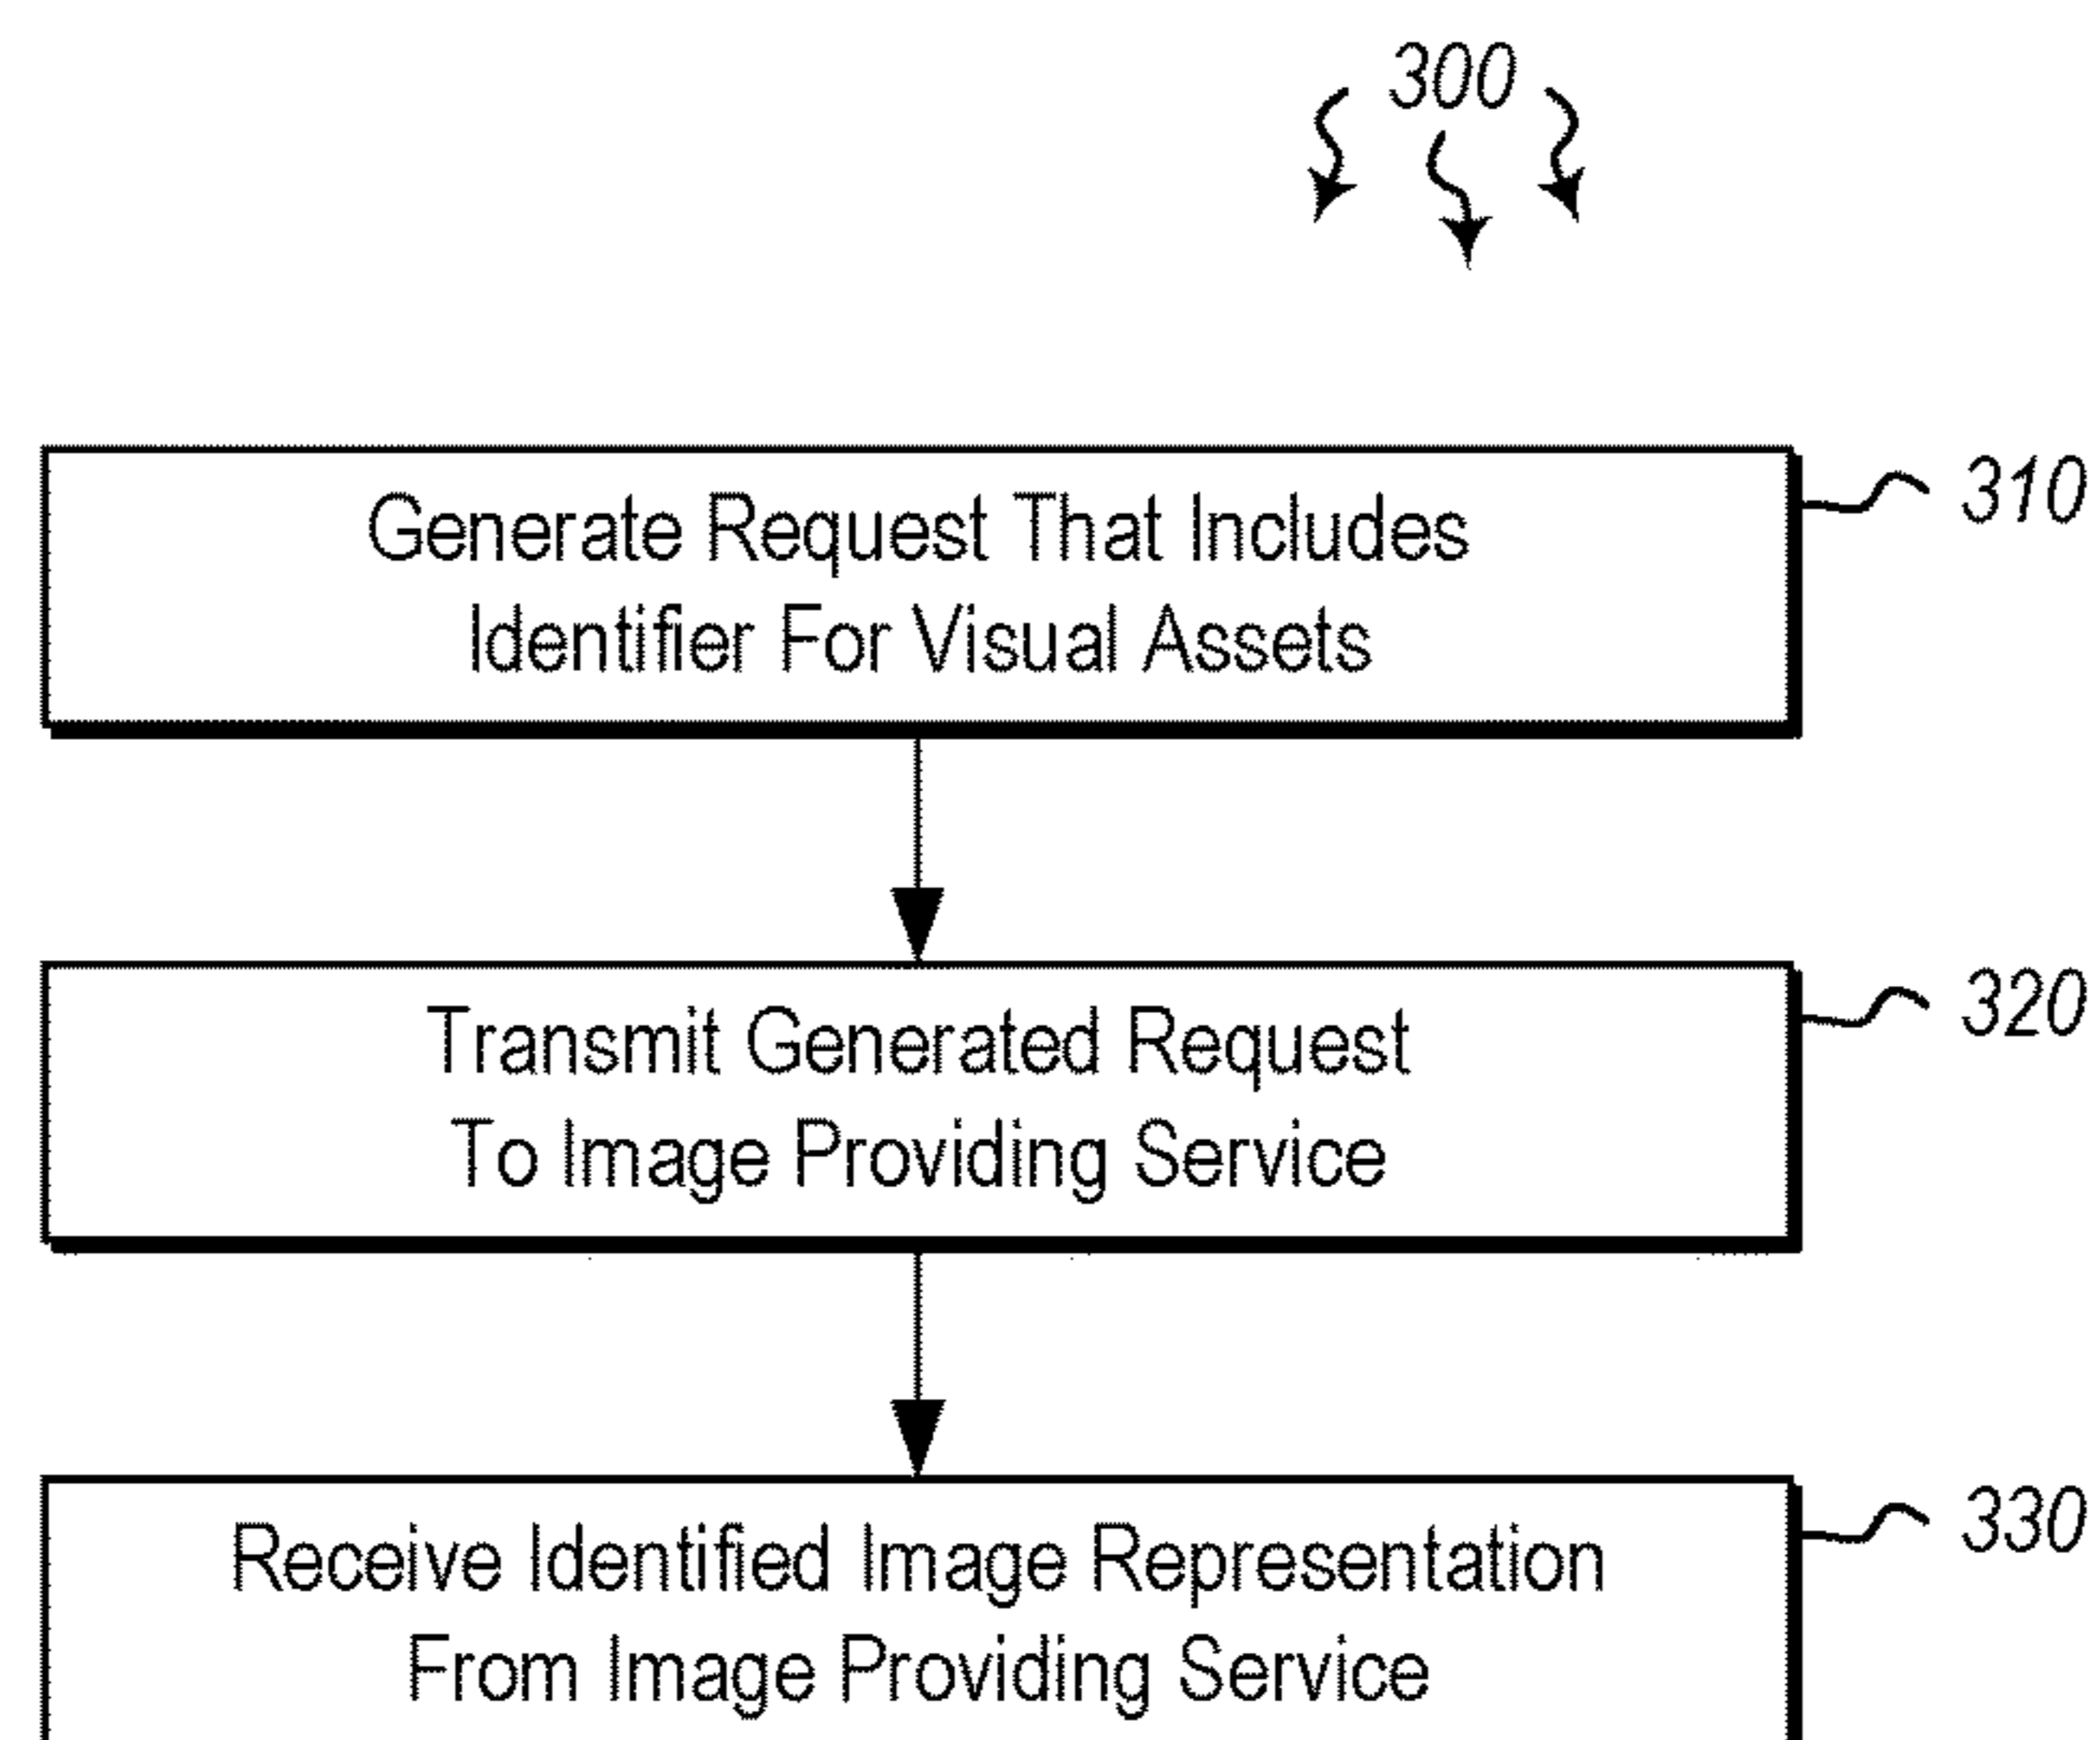 300
Generate Request That Includes
Identifier For Visual Assets
310
Transmit Generated Request
To Image Providing Service
320
Receive Identified Image Representation
From Image Providing Service
330